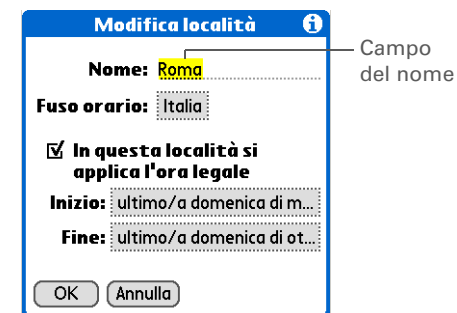 Modifica località
Nome: Roma
Campo
del nome
Fuso orario: Italia
In questa località si
applica l'ora legale
Inizio: ultimo/a domenica di m...
Fine: ultimo/a domenica di ot...
OK Annulla